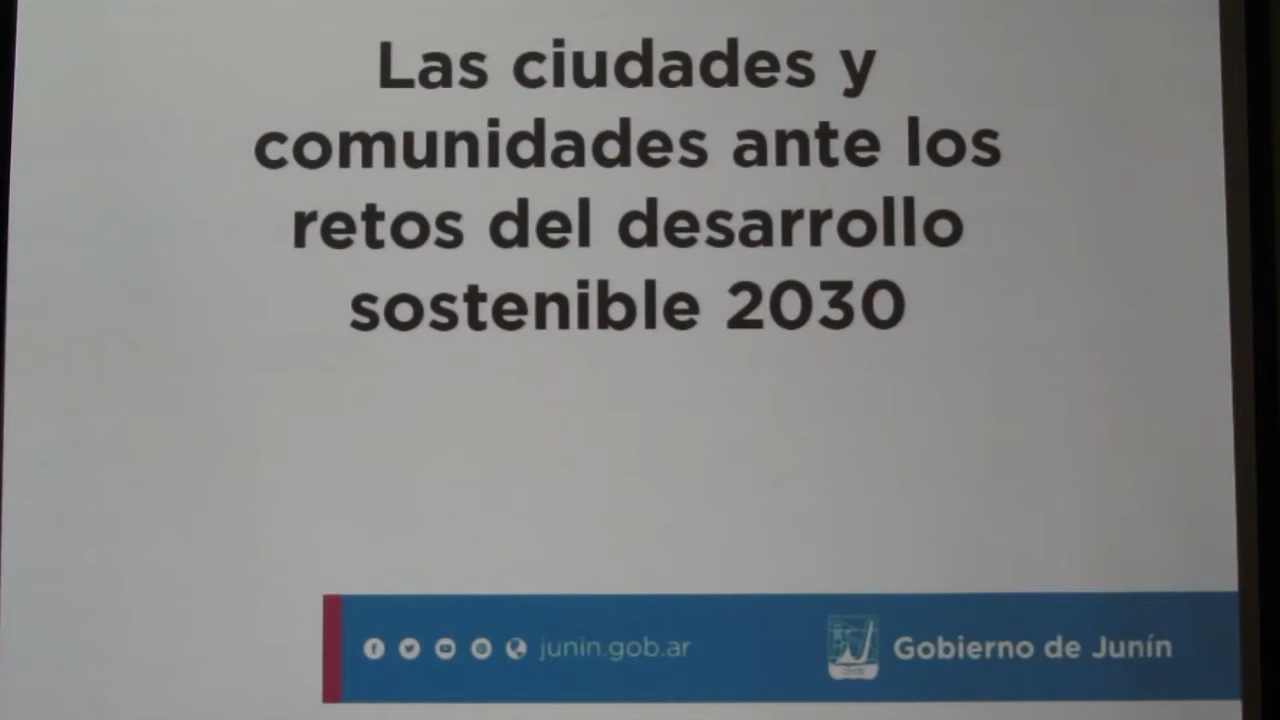 Las ciudades y
comunidades ante los
retos del desarrollo
sostenible 2030
junin.gob.ar
Gobierno de Junín